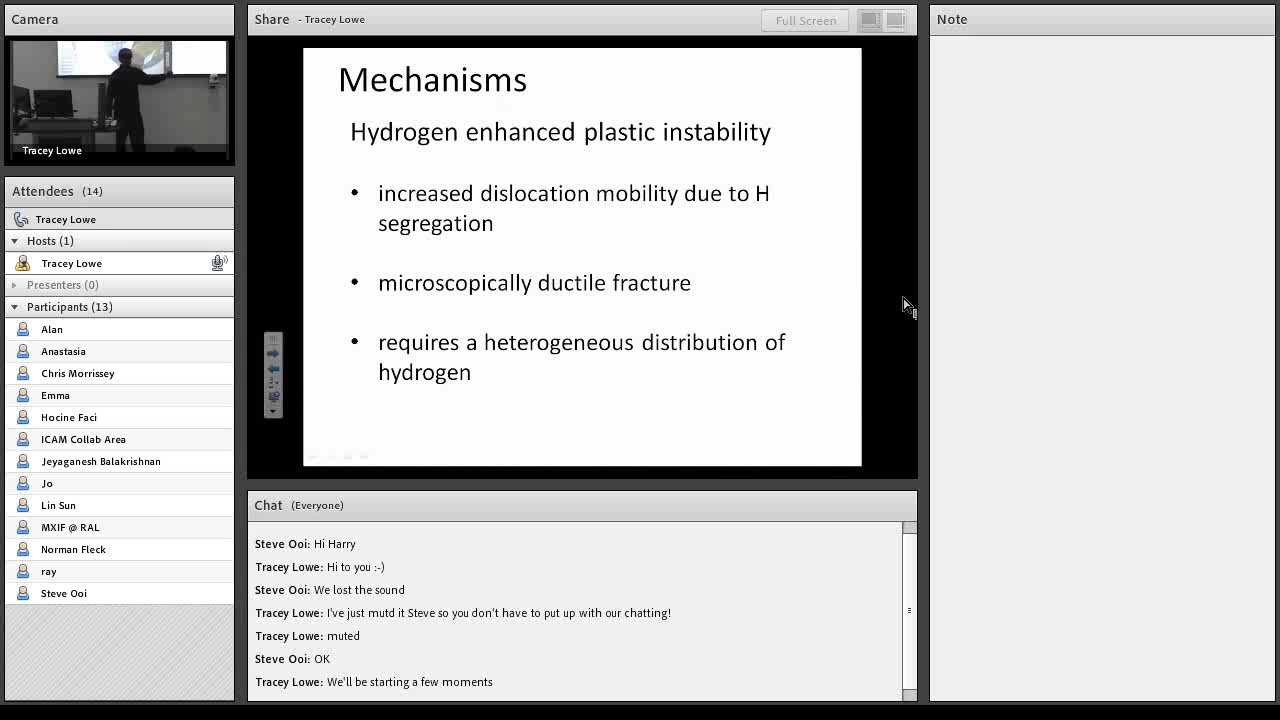 Camera
Tracey Lowe
Attendees (14)
Tracey Lowe
Hosts (1)
Tracey Lowe
Presenters (0)
Participants (13)
Alan
Anastasia
Chris Morrissey
Emma
Hocine Faci
ICAM Collab Area
Jeyaganesh Balakrishnan
Jo
Lin Sun
MXIF @ RAL
Norman Fleck
ray
Steve Ooi
Share - Tracey Lowe
Full Screen
Mechanisms
Hydrogen enhanced plastic instability
• increased dislocation mobility due to H
segregation
• microscopically ductile fracture
• requires a heterogeneous distribution of
hydrogen
Chat (Everyone)
Steve Ooi: Hi Harry
Tracey Lowe: Hi to you :-)
Steve Ooi: We lost the sound
Tracey Lowe: I've just mutd it Steve so you don't have to put up with our chatting!
Tracey Lowe: muted
Steve Ooi: OK
Tracey Lowe: We'll be starting a few moments
Note